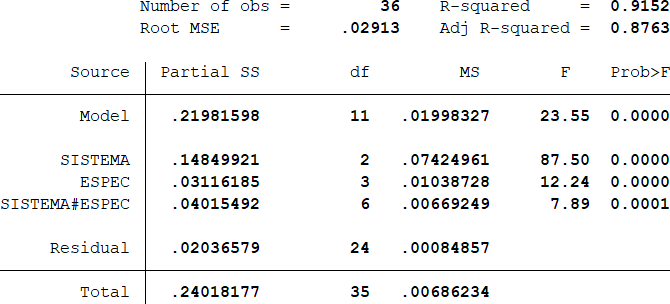 Number of obs = 36 R-squared = 0.9152
Root MSE = .02913 Adj R-squared = 0.8763
Source Partial SS df MS F Prob>F
Model .21981598 11 .01998327 23.55 0.0000
SISTEMA .14849921 2 .07424961 87.50 0.0000
ESPEC .03116185 3 .01038728 12.24 0.0000
SISTEMA#ESPEC .04015492 6 .00669249 7.89 0.0001
Residual .02036579 24 .00084857
Total .24018177 35 .00686234